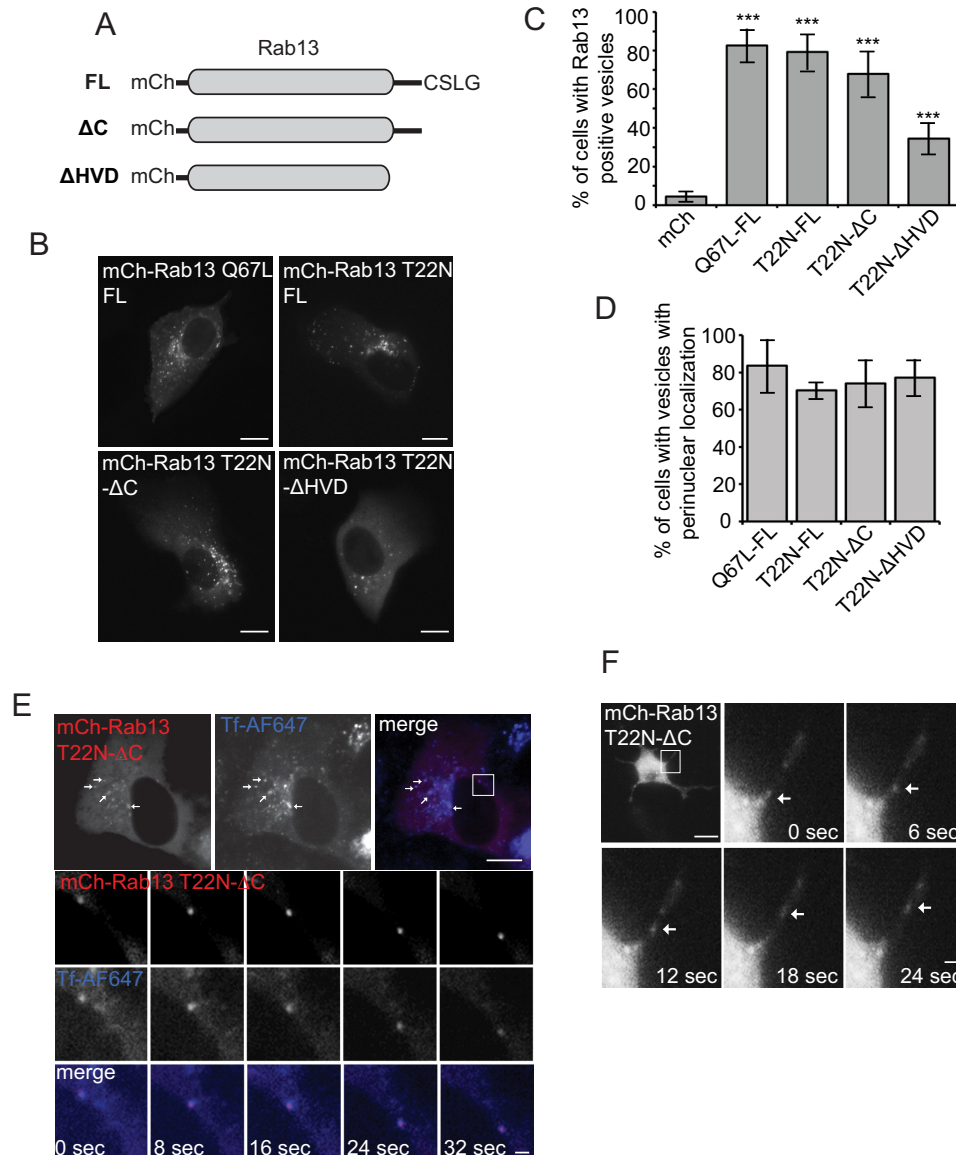 A
Rab13
FL mCh CSLG
ΔC mCh
ΔHVD mCh
B
mCh-Rab13 Q67L
FL
mCh-Rab13 T22N
FL
mCh-Rab13 T22N
-ΔC
mCh-Rab13 T22N
-ΔHVD
C
% of cells with Rab13
positive vesicles
100
80
60
40
20
0
***
***
***
***
mCh
Q67L-FL
T22N-FL
T22N-ΔC
T22N-ΔHVD
D
% of cells with vesicles with
perinuclear localization
100
80
60
40
20
0
Q67L-FL
T22N-FL
T22N-ΔC
T22N-ΔHVD
E
mCh-Rab13
T22N-ΔC
Tf-AF647
merge
mCh-Rab13 T22N-ΔC
Tf-AF647
merge
0 sec
8 sec
16 sec
24 sec
32 sec
F
mCh-Rab13
T22N-ΔC
0 sec
6 sec
12 sec
18 sec
24 sec